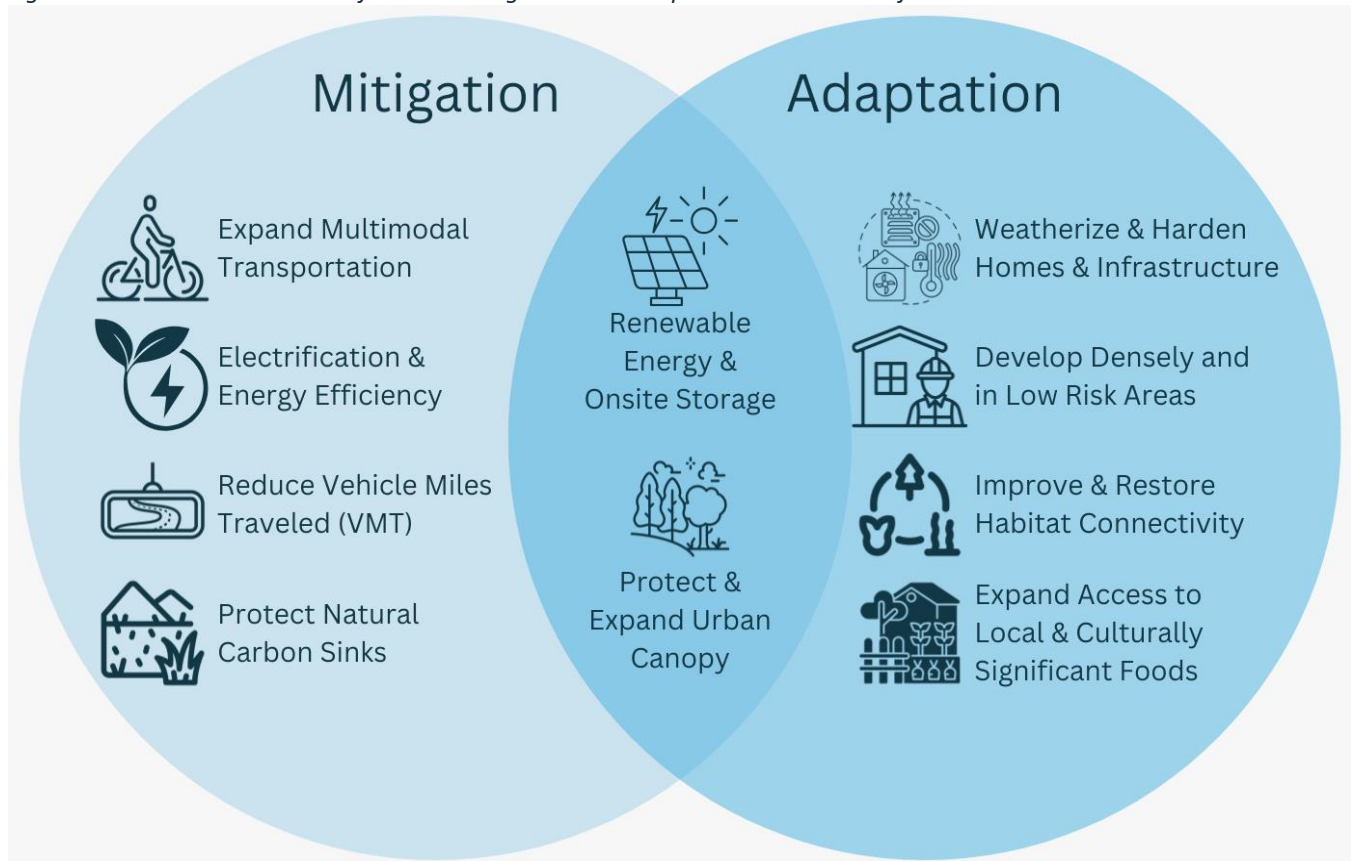 Mitigation
Adaptation
Expand Multimodal
Transportation
Electrification &
Energy Efficiency
Reduce Vehicle Miles
Traveled (VMT)
Protect Natural
Carbon Sinks
Renewable
Energy &
Onsite Storage
Protect &
Expand Urban
Canopy
Weatherize & Harden
Homes & Infrastructure
Develop Densely and
in Low Risk Areas
Improve & Restore
Habitat Connectivity
Expand Access to
Local & Culturally
Significant Foods